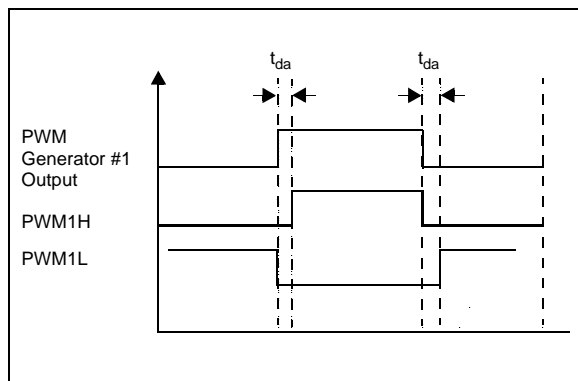 t_da t_da
PWM
Generator #1
Output
PWM1H
PWM1L